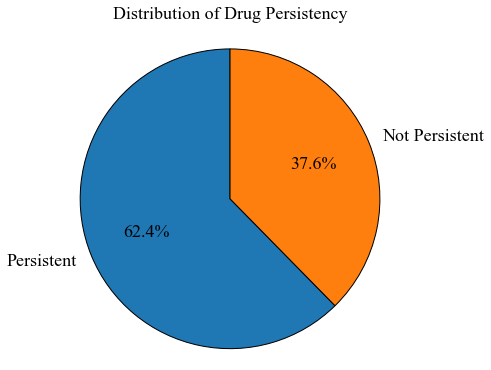 Distribution of Drug Persistency
Not Persistent
37.6%
62.4%
Persistent